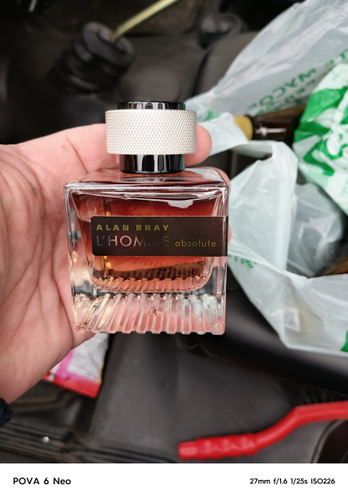 ALAN BRAY
L'HOMME absolute
POVA 6 Neo
27mm f/1.6 1/25s ISO226